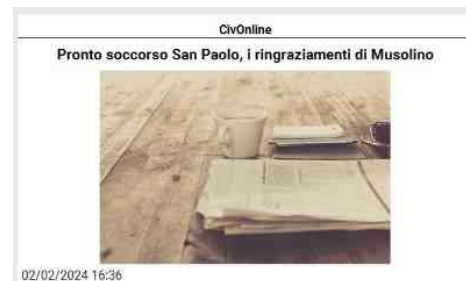 CivOnline
Pronto soccorso San Paolo, i ringraziamenti di Musolino
02/02/2024 16:36